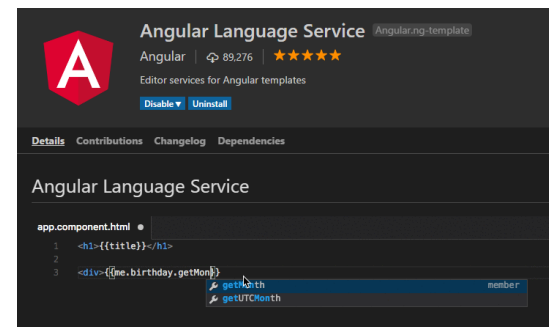 Angular Language Service Angular.ng-template
Angular 89,276
Editor services for Angular templates
Disable Uninstall
Details Contributions Changelog Dependencies
Angular Language Service
app.component.html
1 <h1>{{title}}</h1>
2
3 <div>{{me.birthday.getMon}}
getMonth member
getUTCMonth